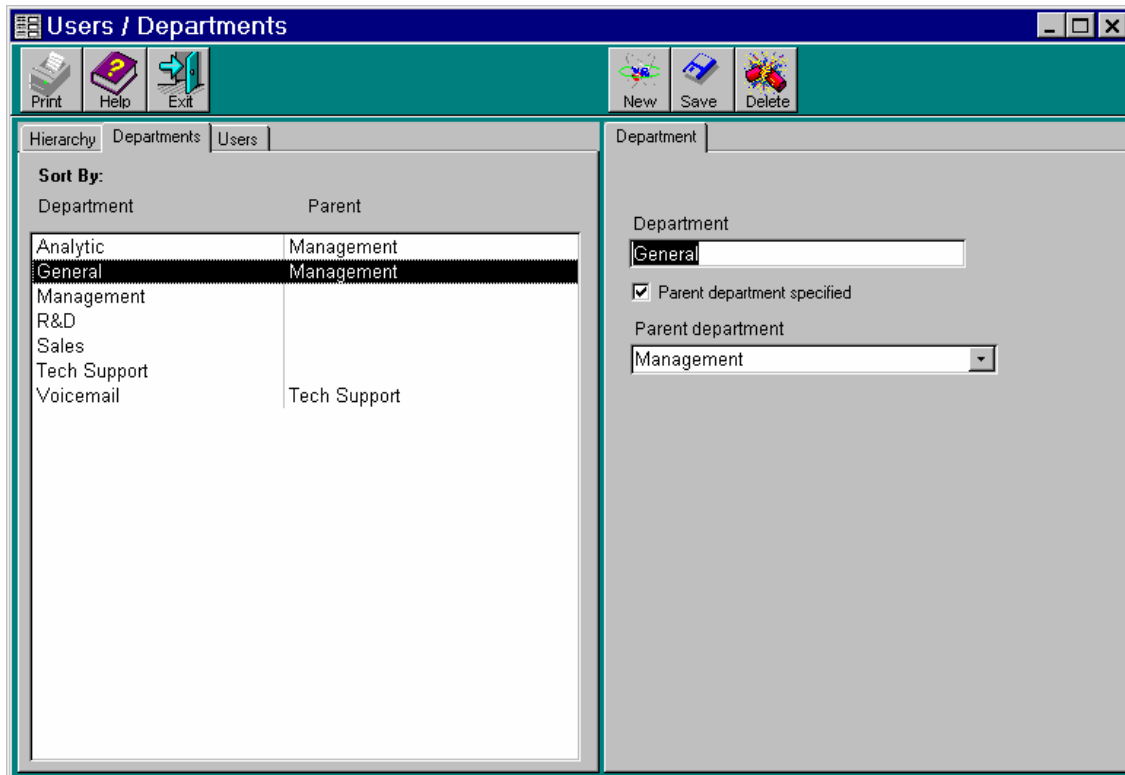 Users / Departments
Print Help Exit New Save Delete
Hierarchy Departments Users
Sort By:
Department Parent
Analytic Management
General Management
Management
R&D
Sales
Tech Support
Voicemail Tech Support
Department
Department
General
Parent department specified
Parent department
Management